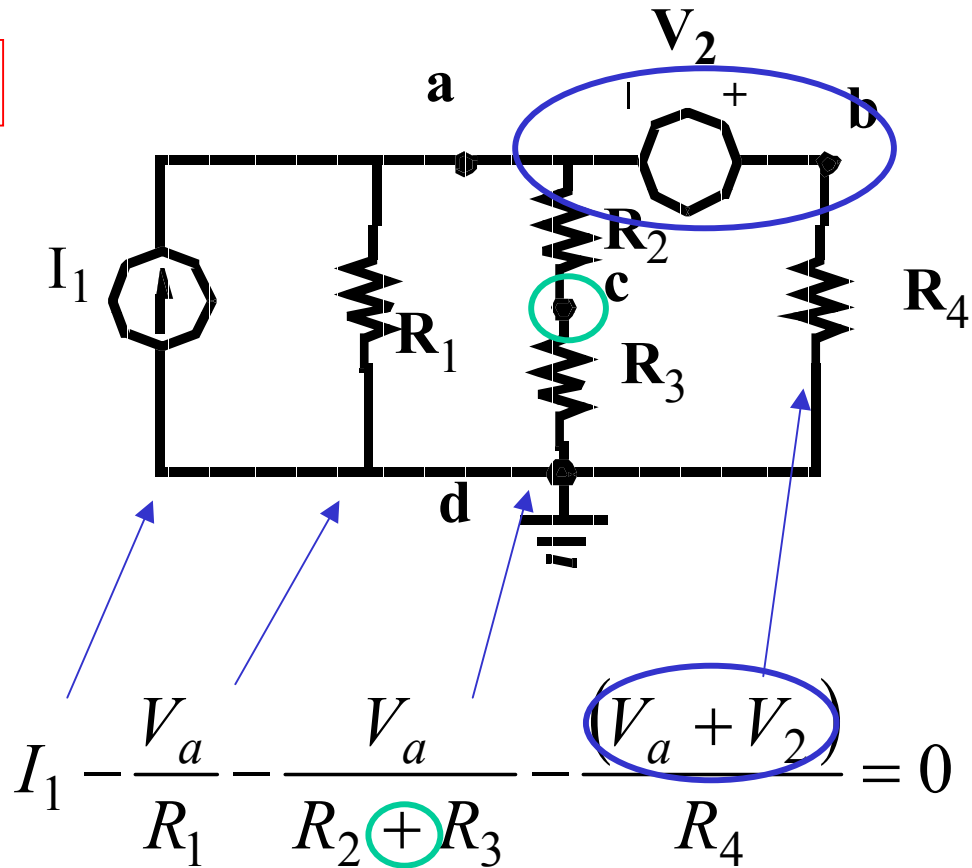 V₂
a
− +
b
R₂
I₁
c
R₄
R₁
R₃
d
I₁ − Vₐ/R₁ − Vₐ/(R₂ + R₃) − (Vₐ + V₂)/R₄ = 0